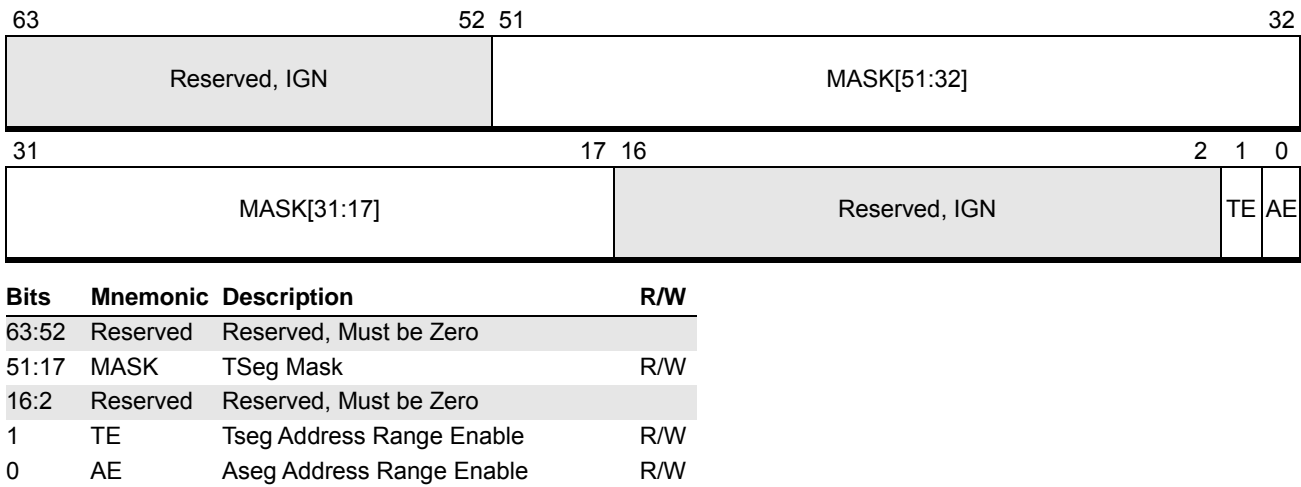 63 52 51 32
Reserved, IGN MASK[51:32]
31 17 16 2 1 0
MASK[31:17] Reserved, IGN TE AE
Bits Mnemonic Description R/W
63:52 Reserved Reserved, Must be Zero
51:17 MASK TSeg Mask R/W
16:2 Reserved Reserved, Must be Zero
1 TE Tseg Address Range Enable R/W
0 AE Aseg Address Range Enable R/W